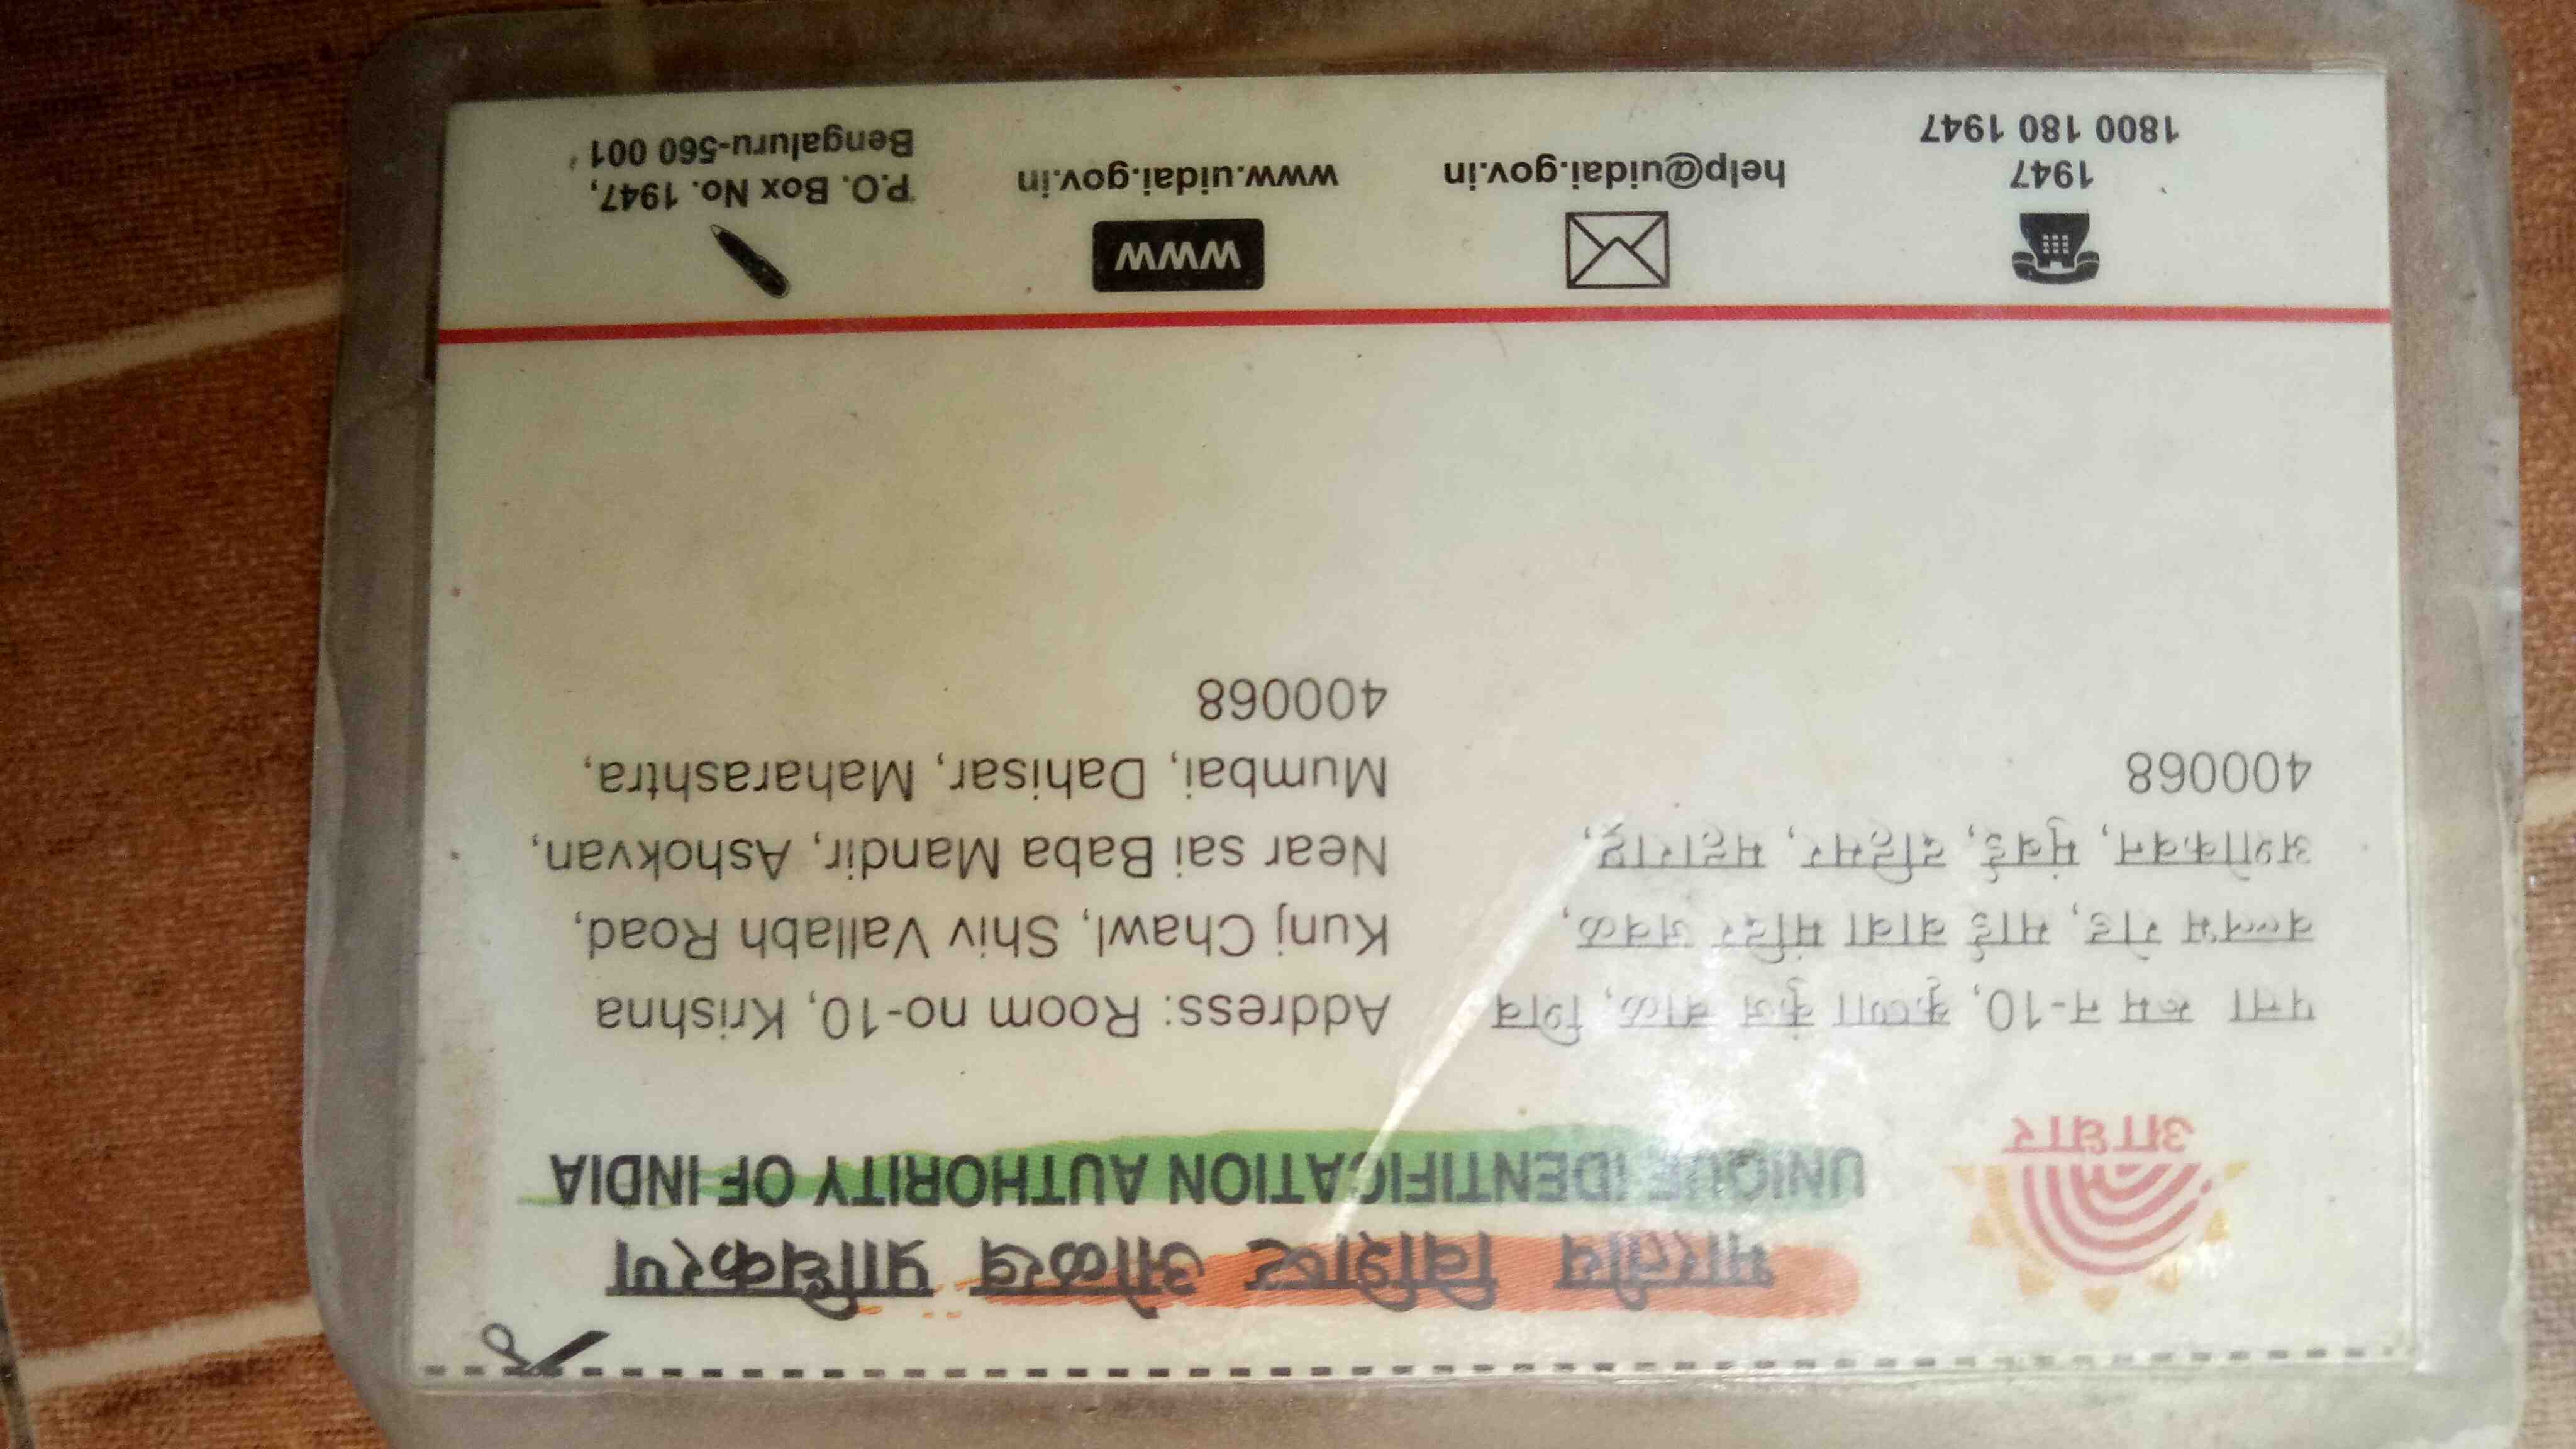 भारतीय विशिष्ट ओळख प्राधिकरण
UNIQUE IDENTIFICATION AUTHORITY OF INDIA
आधार
पत्ता रूम न-10, कृष्णा कुंज चाळ, शिव
वल्लभ रोड, साई बाबा मंदिर जवळ,
अशोकवन, मुंबई, दहिसर, महाराष्ट्र,
400068
Address: Room no-10, Krishna
Kunj Chawl, Shiv Vallabh Road,
Near sai Baba Mandir, Ashokvan,
Mumbai, Dahisar, Maharashtra,
400068
1947
1800 180 1947
help@uidai.gov.in
WWW
www.uidai.gov.in
P.O. Box No. 1947,
Bengaluru-560 001